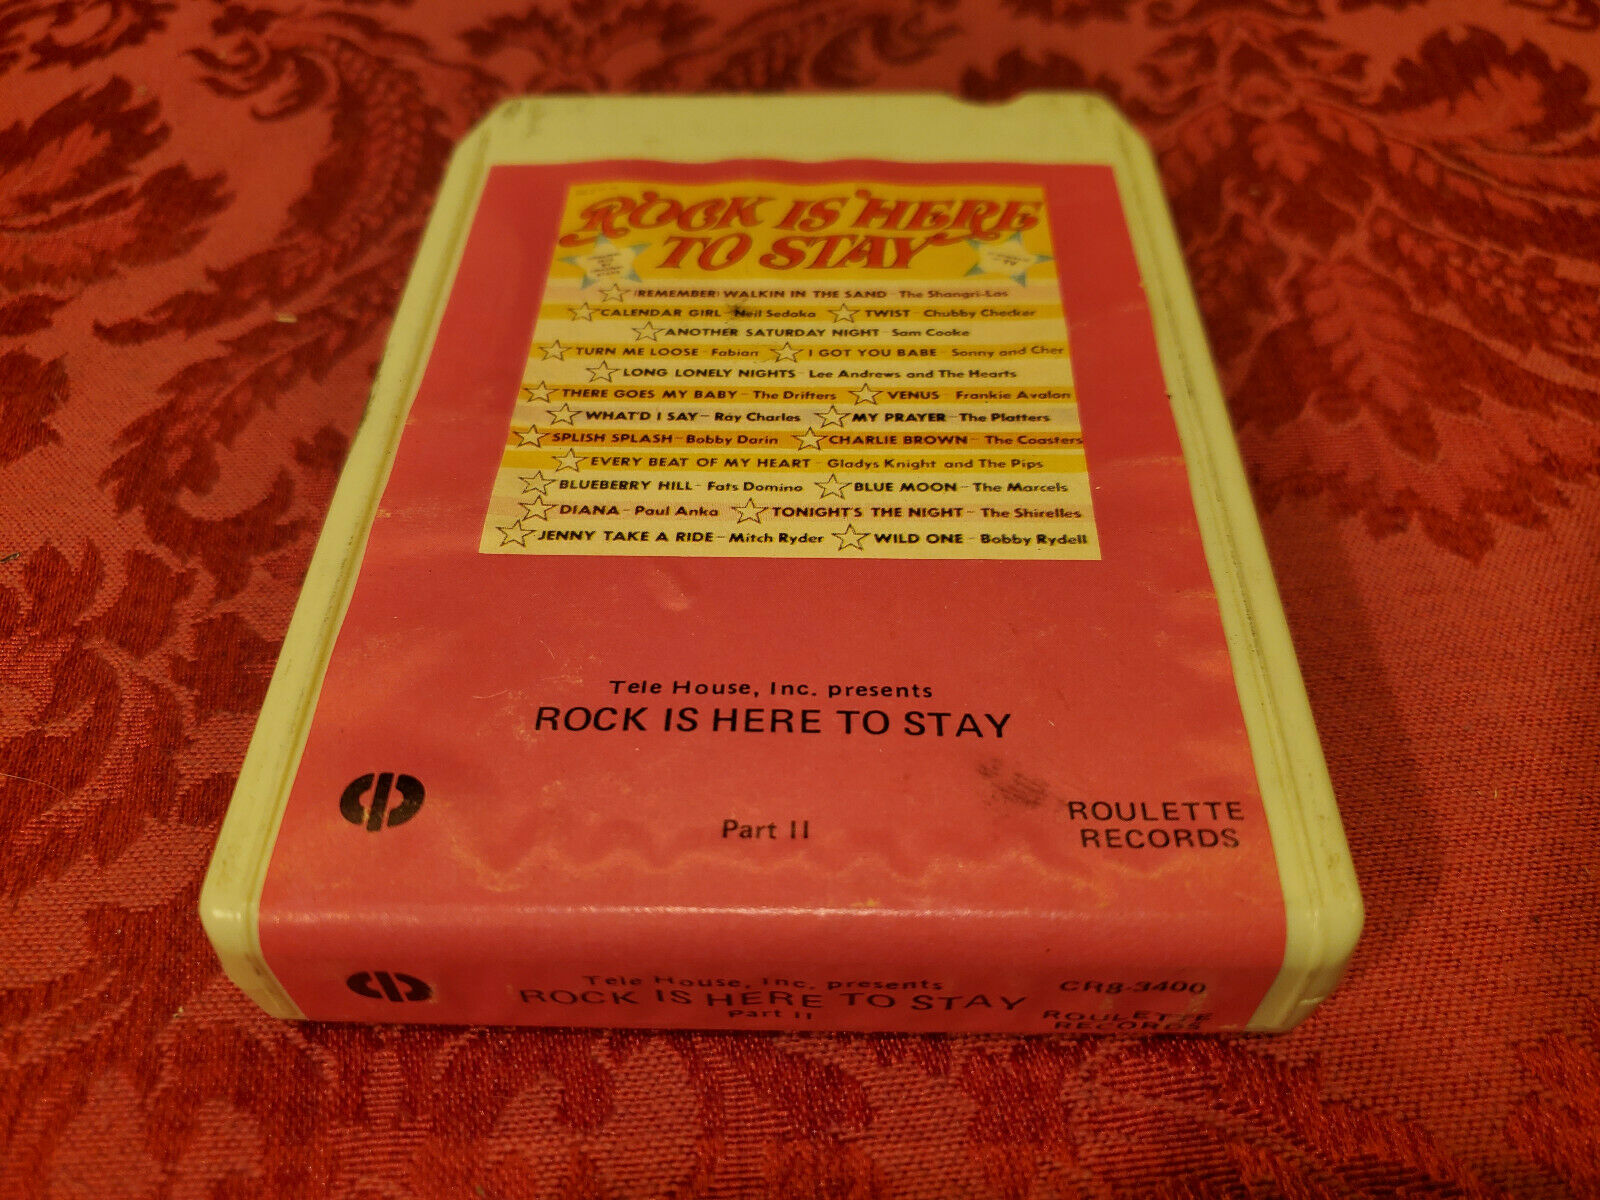 ROCK IS HERE
TO STAY
(REMEMBER) WALKIN IN THE SAND - The Shangri-Las
CALENDAR GIRL - Neil Sedaka TWIST - Chubby Checker
ANOTHER SATURDAY NIGHT - Sam Cooke
TURN ME LOOSE - Fabian I GOT YOU BABE - Sonny and Cher
LONG LONELY NIGHTS - Lee Andrews and The Hearts
THERE GOES MY BABY - The Drifters VENUS - Frankie Avalon
WHAT'D I SAY - Ray Charles MY PRAYER - The Platters
SPLISH SPLASH - Bobby Darin CHARLIE BROWN - The Coasters
EVERY BEAT OF MY HEART - Gladys Knight and The Pips
BLUEBERRY HILL - Fats Domino BLUE MOON - The Marcels
DIANA - Paul Anka TONIGHT'S THE NIGHT - The Shirelles
JENNY TAKE A RIDE - Mitch Ryder WILD ONE - Bobby Rydell
Tele House, Inc. presents
ROCK IS HERE TO STAY
Part II
ROULETTE
RECORDS
Tele House, Inc. presents
ROCK IS HERE TO STAY
Part II
CR8-3400
ROULETTE
RECORDS